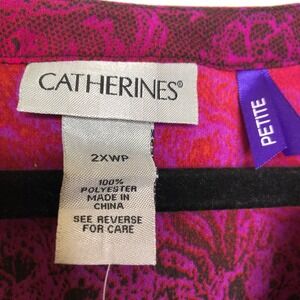 CATHERINES®
PETITE
2XWP
100%
POLYESTER
MADE IN
CHINA
SEE REVERSE
FOR CARE